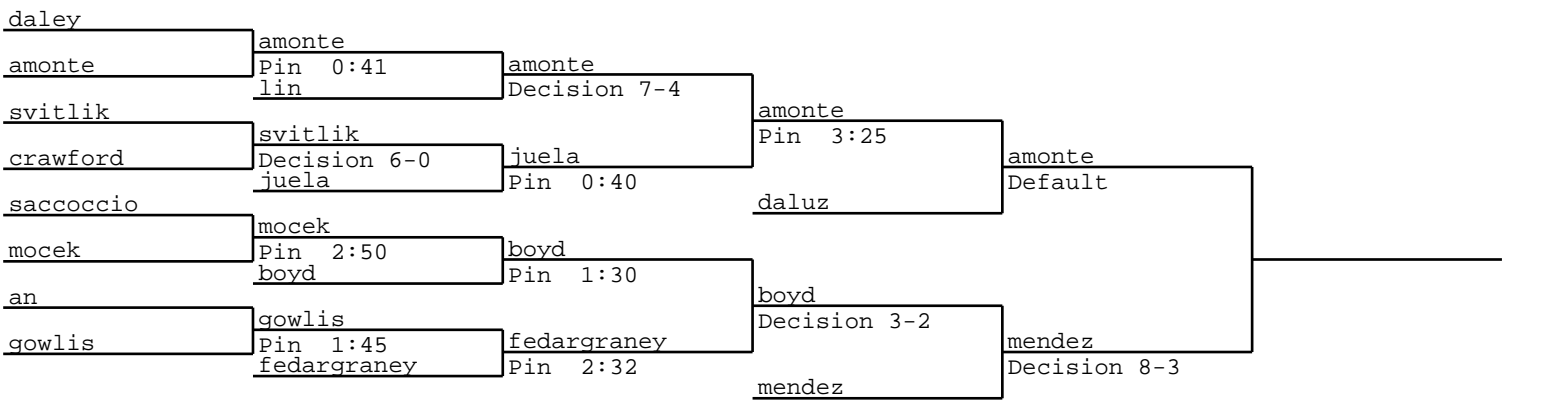 daley
amonte
amonte
Pin 0:41
lin
amonte
Decision 7-4
svitlik
crawford
svitlik
Decision 6-0
juela
juela
Pin 0:40
amonte
Pin 3:25
daluz
amonte
Default
saccoccio
mocek
mocek
Pin 2:50
boyd
boyd
Pin 1:30
an
gowlis
gowlis
Pin 1:45
fedargraney
fedargraney
Pin 2:32
boyd
Decision 3-2
mendez
mendez
Decision 8-3